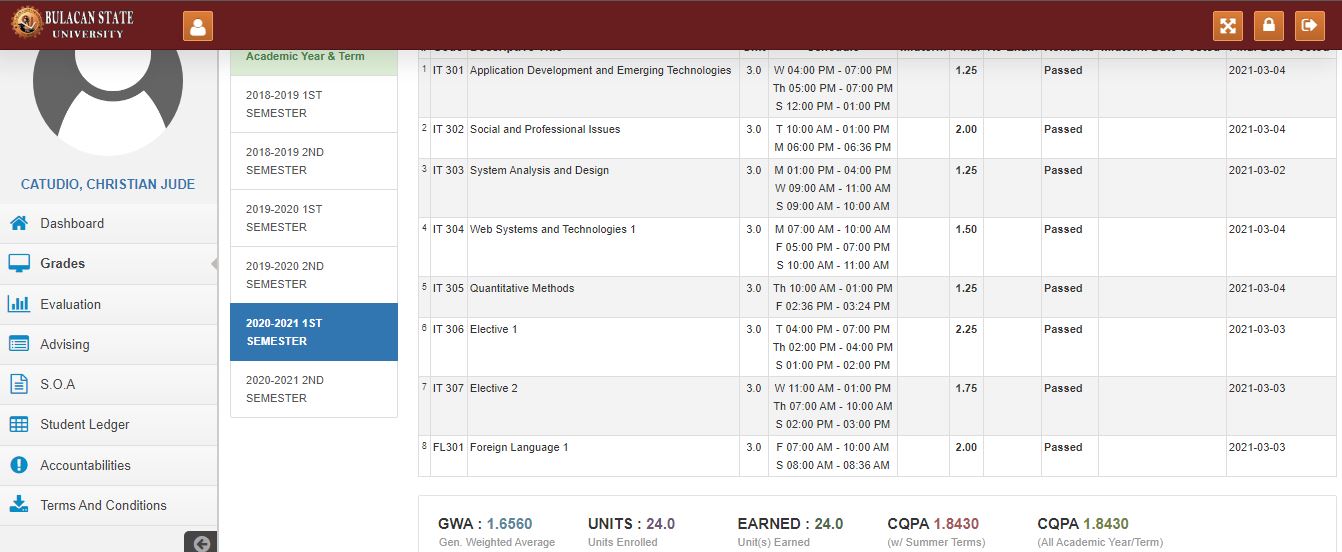 BULACAN STATE
UNIVERSITY
CATUDIO, CHRISTIAN JUDE
Dashboard
Grades
Evaluation
Advising
S.O.A
Student Ledger
Accountabilities
Terms And Conditions
Academic Year & Term
2018-2019 1ST
SEMESTER
2018-2019 2ND
SEMESTER
2019-2020 1ST
SEMESTER
2019-2020 2ND
SEMESTER
2020-2021 1ST
SEMESTER
2020-2021 2ND
SEMESTER
1 IT 301 Application Development and Emerging Technologies 3.0 W 04:00 PM - 07:00 PM 1.25 Passed 2021-03-04
Th 05:00 PM - 07:00 PM
S 12:00 PM - 01:00 PM
2 IT 302 Social and Professional Issues 3.0 T 10:00 AM - 01:00 PM 2.00 Passed 2021-03-04
M 06:00 PM - 06:36 PM
3 IT 303 System Analysis and Design 3.0 M 01:00 PM - 04:00 PM 1.25 Passed 2021-03-02
W 09:00 AM - 11:00 AM
S 09:00 AM - 10:00 AM
4 IT 304 Web Systems and Technologies 1 3.0 M 07:00 AM - 10:00 AM 1.50 Passed 2021-03-04
F 05:00 PM - 07:00 PM
S 10:00 AM - 11:00 AM
5 IT 305 Quantitative Methods 3.0 Th 10:00 AM - 01:00 PM 1.25 Passed 2021-03-04
F 02:36 PM - 03:24 PM
6 IT 306 Elective 1 3.0 T 04:00 PM - 07:00 PM 2.25 Passed 2021-03-03
Th 02:00 PM - 04:00 PM
S 01:00 PM - 02:00 PM
7 IT 307 Elective 2 3.0 W 11:00 AM - 01:00 PM 1.75 Passed 2021-03-03
Th 07:00 AM - 10:00 AM
S 02:00 PM - 03:00 PM
8 FL301 Foreign Language 1 3.0 F 07:00 AM - 10:00 AM 2.00 Passed 2021-03-03
S 08:00 AM - 08:36 AM
GWA : 1.6560 UNITS : 24.0 EARNED : 24.0 CQPA 1.8430 CQPA 1.8430
Gen. Weighted Average Units Enrolled Unit(s) Earned (w/ Summer Terms) (All Academic Year/Term)